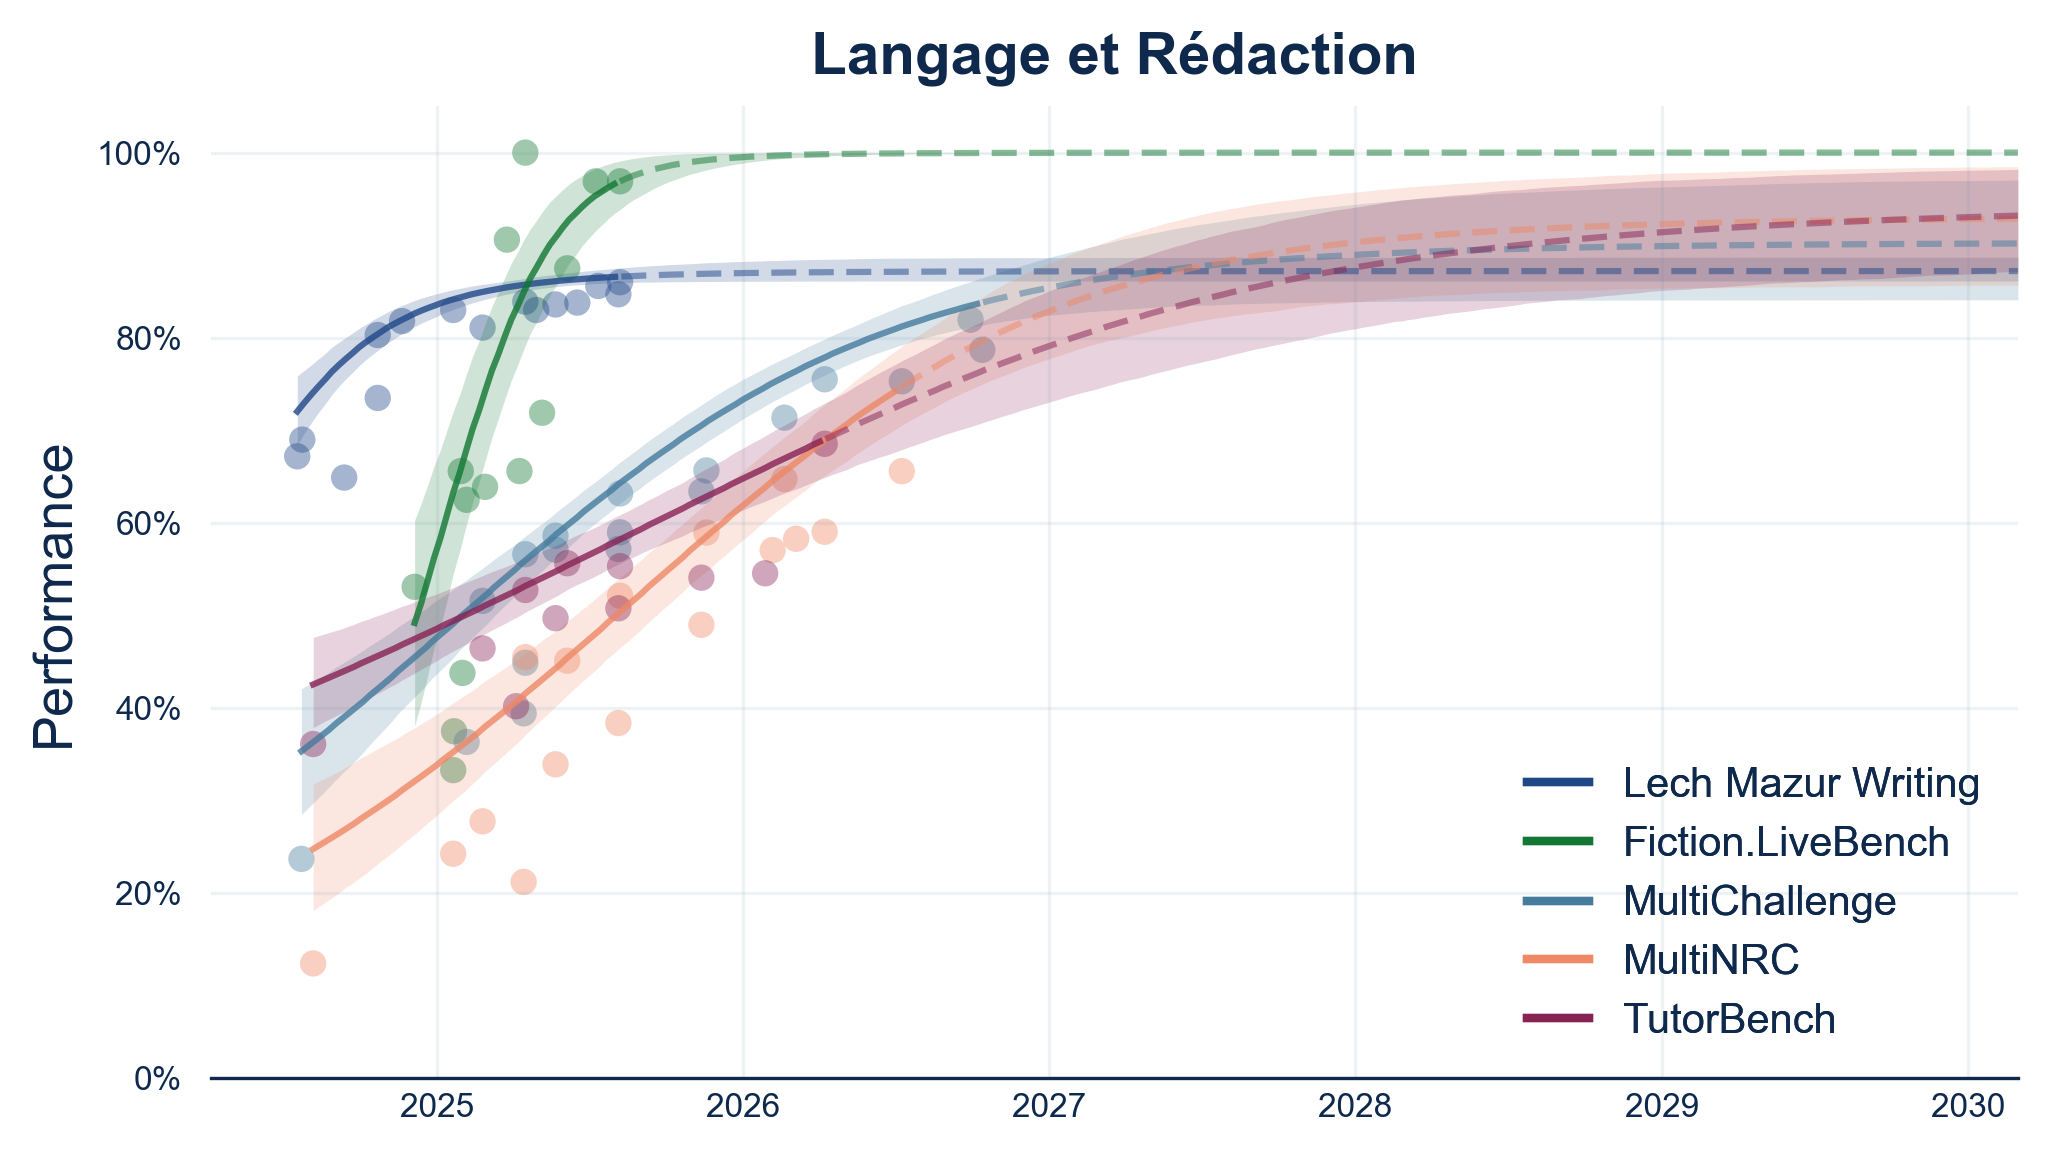 Langage et Rédaction
Performance
100%
80%
60%
40%
20%
0%
2025
2026
2027
2028
2029
2030
Lech Mazur Writing
Fiction.LiveBench
MultiChallenge
MultiNRC
TutorBench